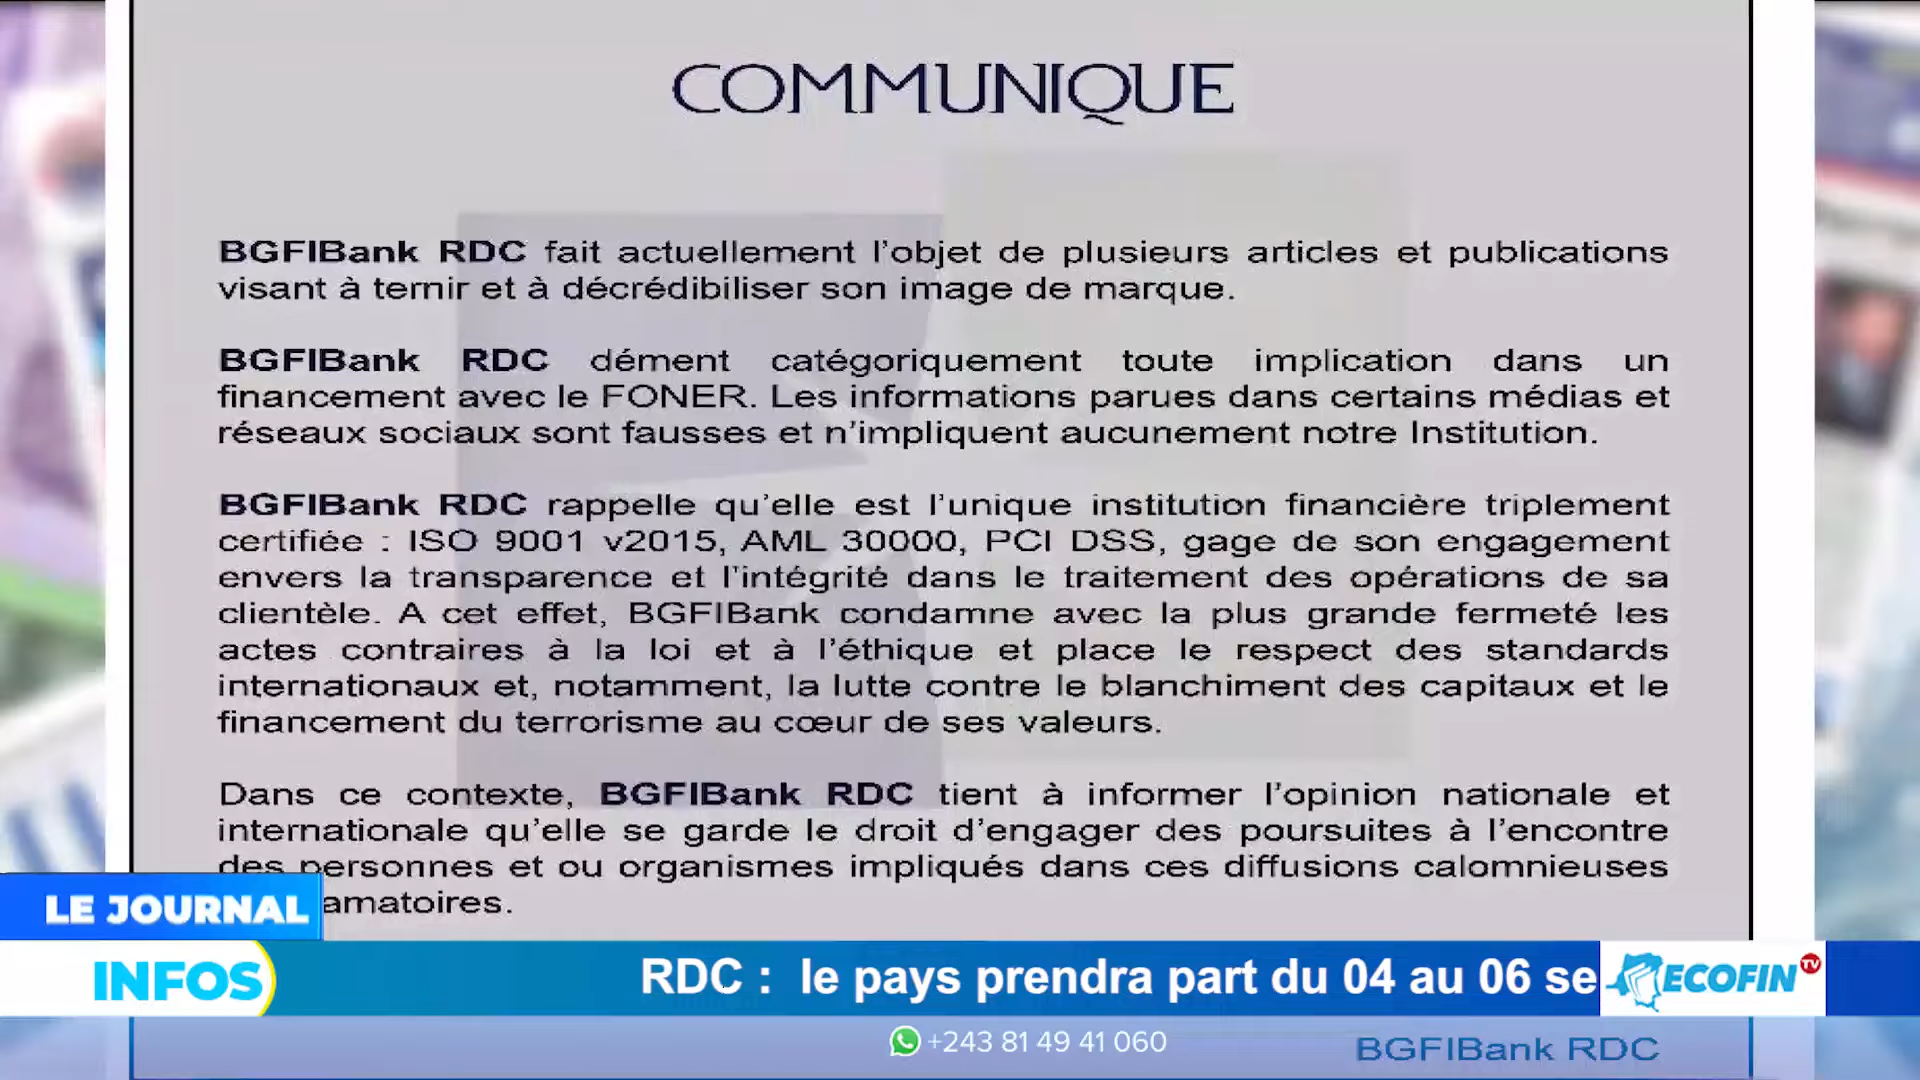 COMMUNIQUE
BGFIBank RDC fait actuellement l’objet de plusieurs articles et publications
visant à ternir et à décrédibiliser son image de marque.
BGFIBank RDC dément catégoriquement toute implication dans un
financement avec le FONER. Les informations parues dans certains médias et
réseaux sociaux sont fausses et n’impliquent aucunement notre Institution.
BGFIBank RDC rappelle qu’elle est l’unique institution financière triplement
certifiée : ISO 9001 v2015, AML 30000, PCI DSS, gage de son engagement
envers la transparence et l’intégrité dans le traitement des opérations de sa
clientèle. A cet effet, BGFIBank condamne avec la plus grande fermeté les
actes contraires à la loi et à l’éthique et place le respect des standards
internationaux et, notamment, la lutte contre le blanchiment des capitaux et le
financement du terrorisme au cœur de ses valeurs.
Dans ce contexte, BGFIBank RDC tient à informer l’opinion nationale et
internationale qu’elle se garde le droit d’engager des poursuites à l’encontre
des personnes et ou organismes impliqués dans ces diffusions calomnieuses
amatoires.
LE JOURNAL
INFOS
RDC : le pays prendra part du 04 au 06 se
ECOFIN TV
+243 81 49 41 060
BGFIBank RDC